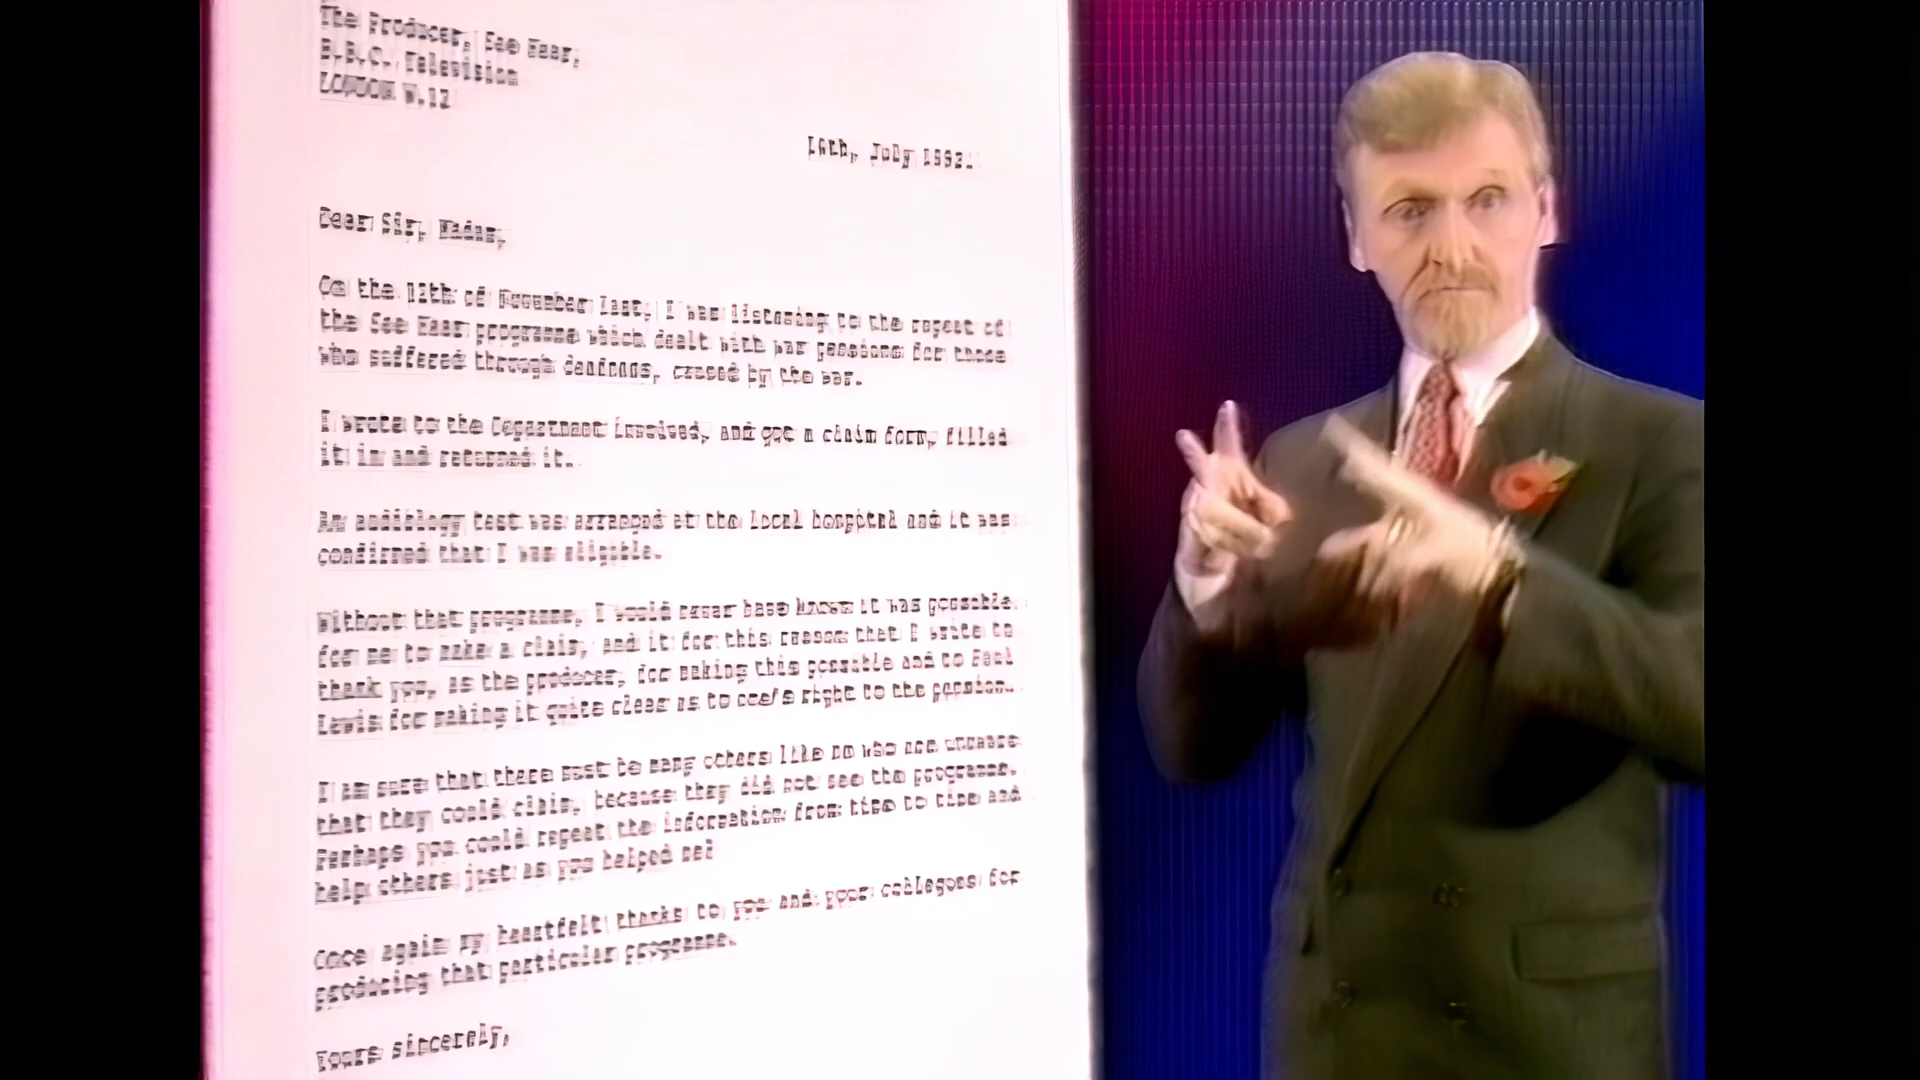 The Producer, See Hear,
B.B.C. Television
LONDON W.12
July 1992.
Dear Sir, Madam,
On the 12th of November last, I was listening to the repeat of
the See Hear programme which dealt with war pensions for those
who suffered through deafness, caused by the war.
I wrote to the Department involved, and got a claim form, filled
it in and returned it.
An audiology test was arranged at the local hospital and it was
confirmed that I was eligible.
Without that programme, I would never have known it was possible
for me to make a claim, and it for this reason that I write to
thank you, as the producer, for making this possible and to Paul
Lewis for making it quite clear as to one's right to the pension.
I am sure that there must be many others like me who are unaware
that they could claim, because they did not see the programme.
Perhaps you could repeat the information from time to time and
help others just as you helped me!
Once again my heartfelt thanks to you and your collegues for
producing that particular programme.
Yours sincerely,